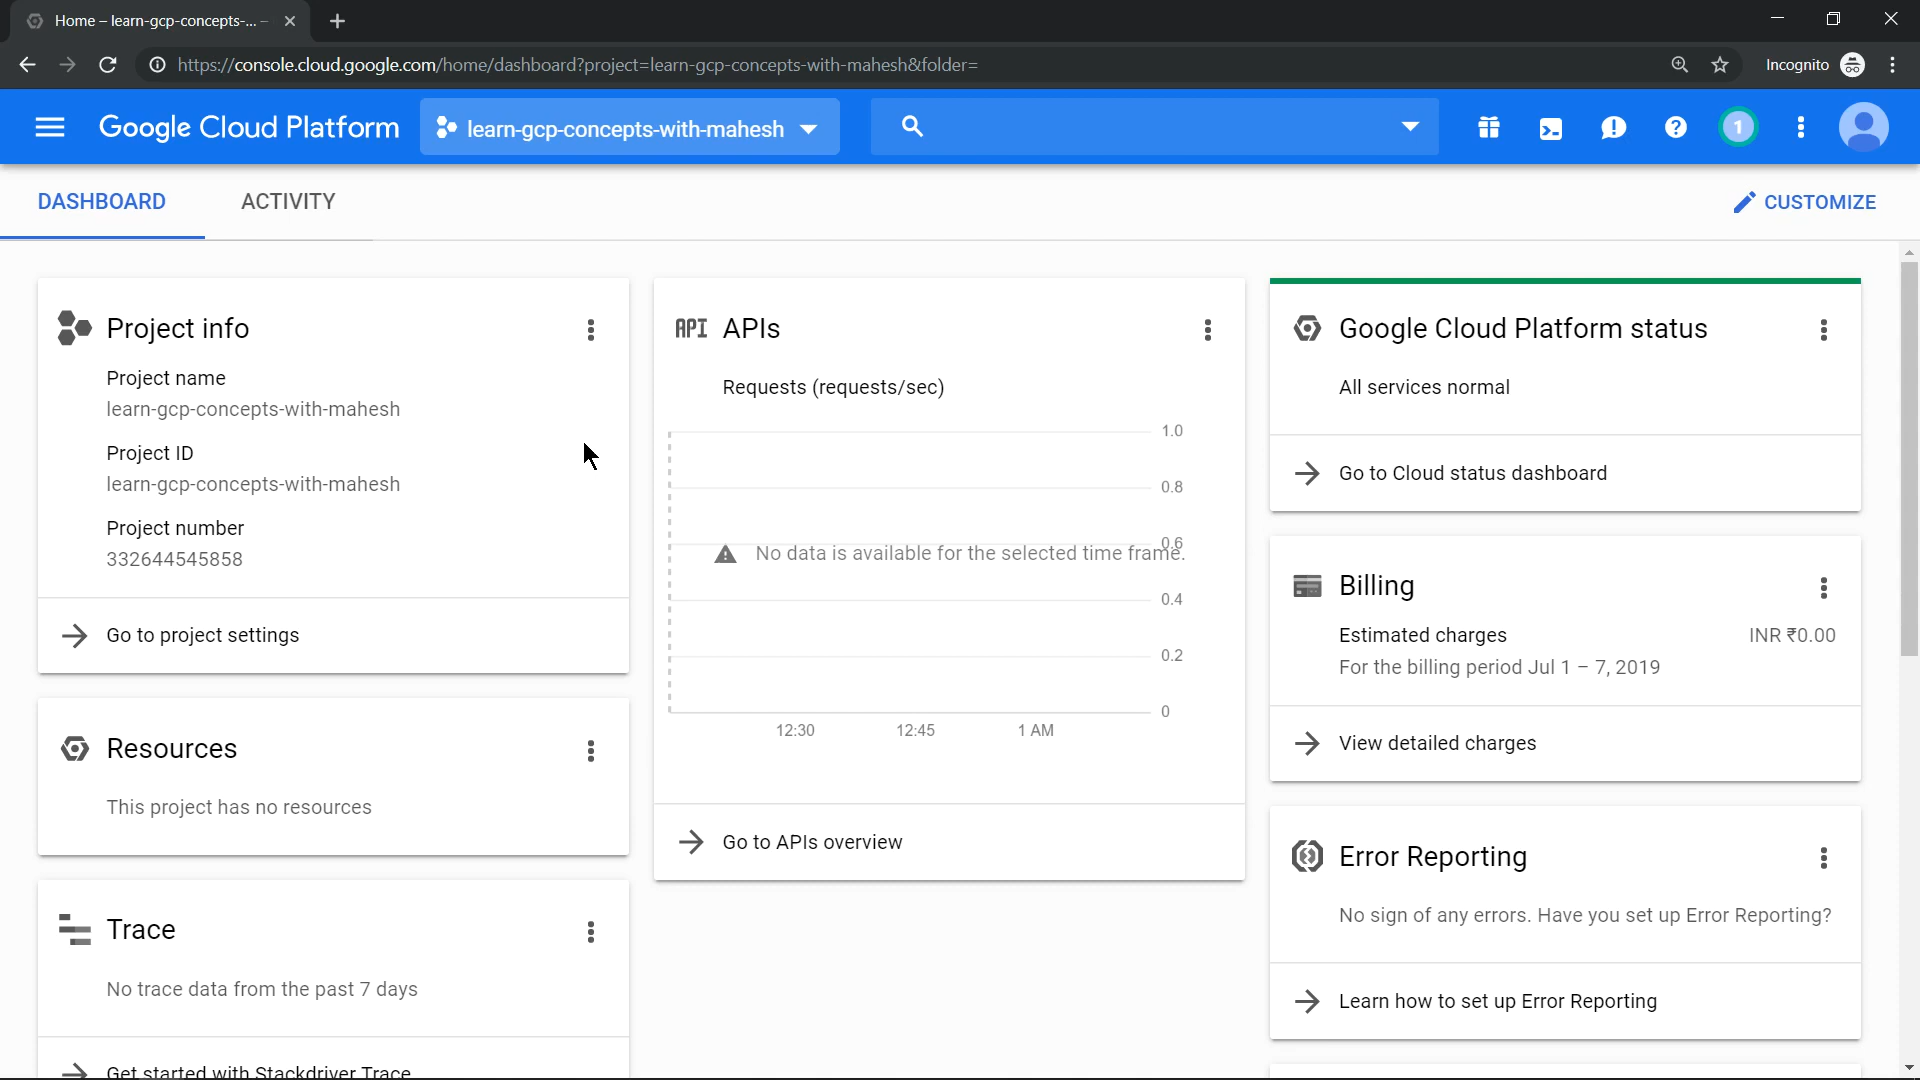 Home – learn-gcp-concepts-... –
https://console.cloud.google.com/home/dashboard?project=learn-gcp-concepts-with-mahesh&folder=
Incognito
Google Cloud Platform
learn-gcp-concepts-with-mahesh
1
DASHBOARD
ACTIVITY
CUSTOMIZE
Project info
Project name
learn-gcp-concepts-with-mahesh
Project ID
learn-gcp-concepts-with-mahesh
Project number
332644545858
Go to project settings
Resources
This project has no resources
Trace
No trace data from the past 7 days
Get started with Stackdriver Trace
API APIs
Requests (requests/sec)
1.0
0.8
0.6
No data is available for the selected time frame.
0.4
0.2
0
12:30 12:45 1 AM
Go to APIs overview
Google Cloud Platform status
All services normal
Go to Cloud status dashboard
Billing
Estimated charges INR ₹0.00
For the billing period Jul 1 – 7, 2019
View detailed charges
Error Reporting
No sign of any errors. Have you set up Error Reporting?
Learn how to set up Error Reporting